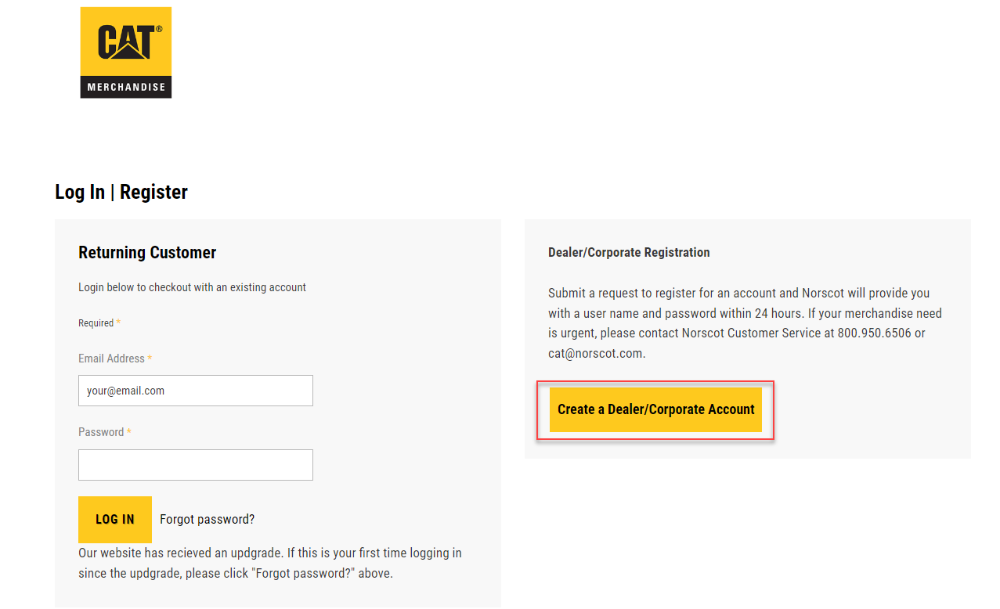 CAT®
MERCHANDISE
Log In | Register
Returning Customer
Login below to checkout with an existing account
Required *
Email Address *
your@email.com
Password *
LOG IN Forgot password?
Our website has recieved an updgrade. If this is your first time logging in
since the updgrade, please click "Forgot password?" above.
Dealer/Corporate Registration
Submit a request to register for an account and Norscot will provide you
with a user name and password within 24 hours. If your merchandise need
is urgent, please contact Norscot Customer Service at 800.950.6506 or
cat@norscot.com.
Create a Dealer/Corporate Account